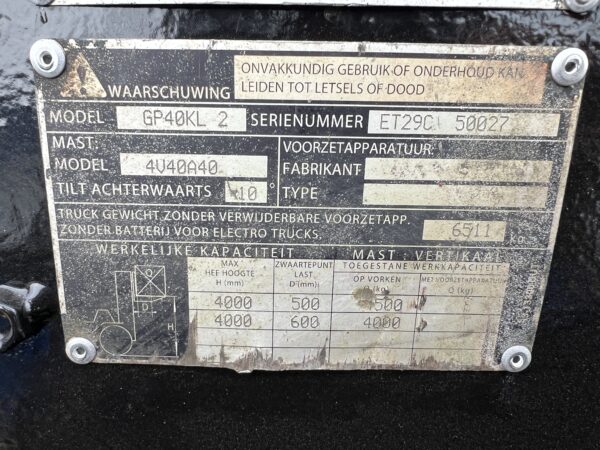 WAARSCHUWING
ONVAKKUNDIG GEBRUIK OF ONDERHOUD KAN
LEIDEN TOT LETSELS OF DOOD
MODEL GP40KL 2 SERIENUMMER ET29C 50027
MAST: VOORZETAPPARATUUR:
MODEL 4V40A40 FABRIKANT
TILT ACHTERWAARTS 10° TYPE
TRUCK GEWICHT, ZONDER VERWIJDERBARE VOORZETAPP.
ZONDER BATTERIJ VOOR ELECTRO TRUCKS. 6511 KG
WERKELIJKE KAPACITEIT MAST : VERTIKAAL
MAX HEF HOOGTE H (mm) ZWAARTEPUNT LAST D (mm) TOEGESTANE WERKKAPACITEIT
OP VORKEN (kg) MET VOORZETAPPARATUUR Q (kg)
4000 500 4500
4000 600 4000
Q
D
H